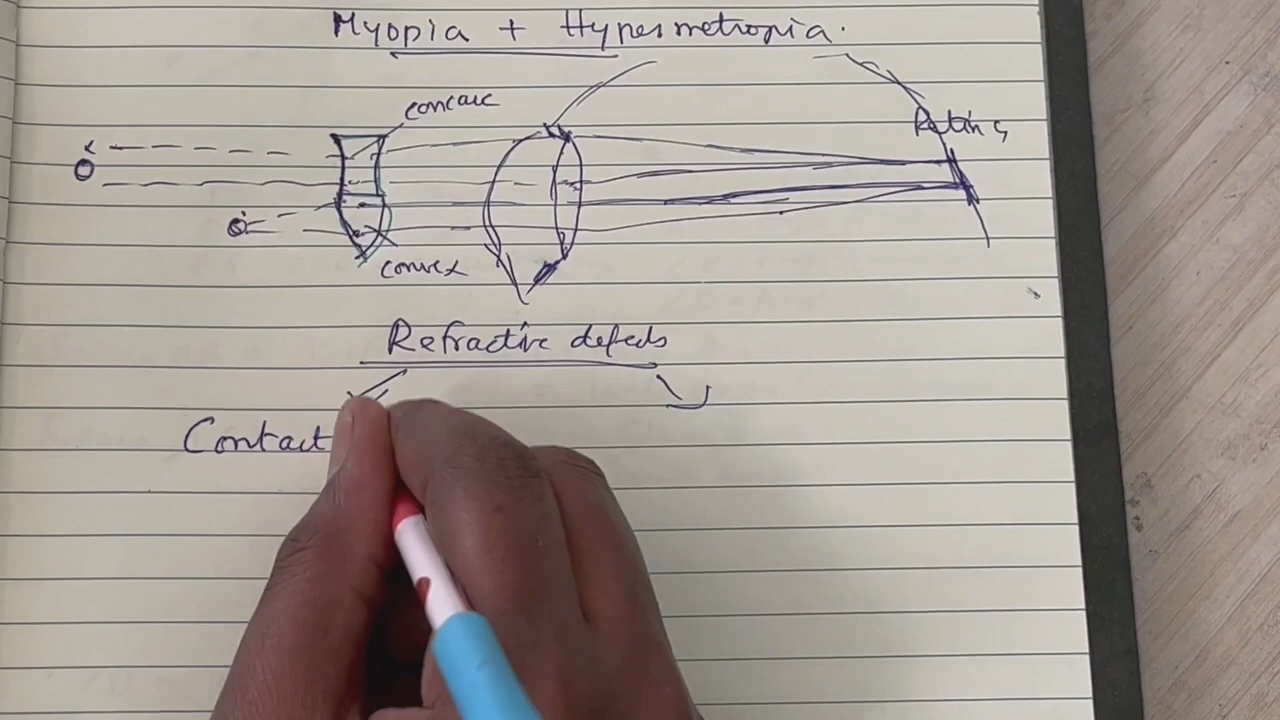 Myopia + Hypermetropia.
concave
Retina
convex
Refractive defects
Contact